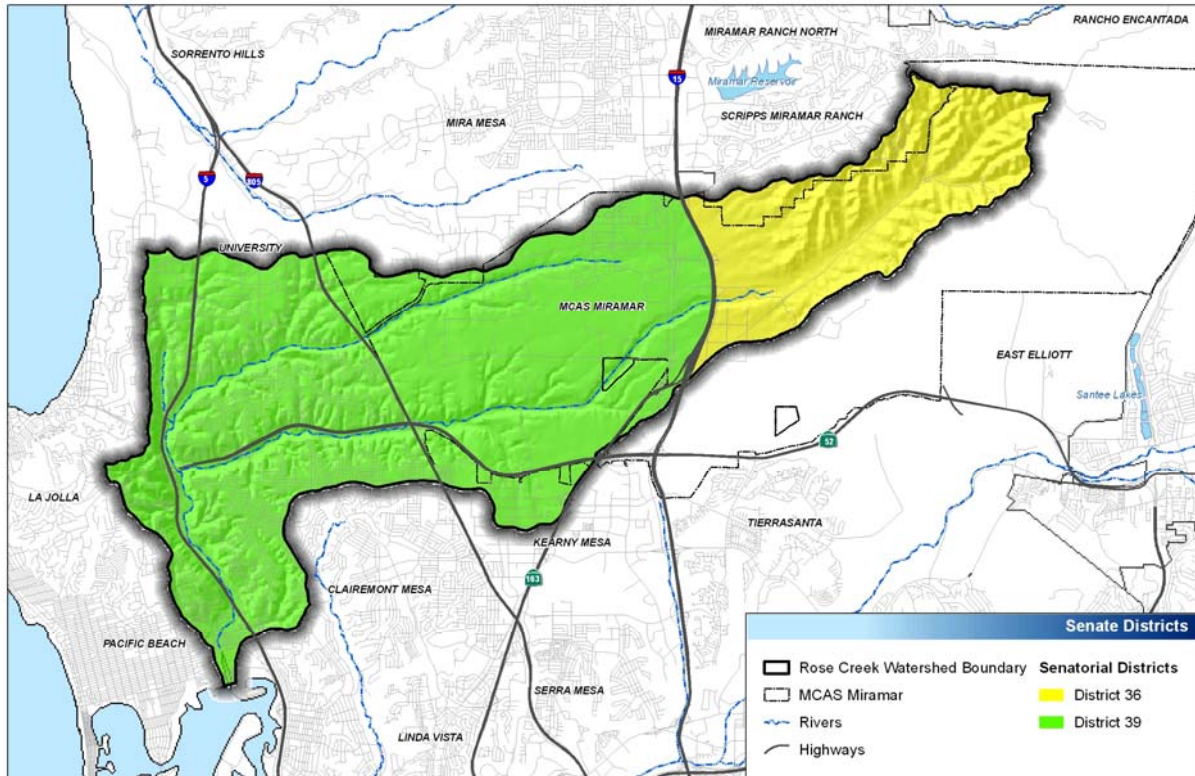 RANCHO ENCANTADA
MIRAMAR RANCH NORTH
SORRENTO HILLS
15
Miramar Reservoir
SCRIPPS MIRAMAR RANCH
MIRA MESA
5
805
UNIVERSITY
MCAS MIRAMAR
EAST ELLIOTT
Santee Lakes
52
LA JOLLA
TIERRASANTA
KEARNY MESA
163
CLAIREMONT MESA
PACIFIC BEACH
SERRA MESA
LINDA VISTA
Senate Districts
Rose Creek Watershed Boundary
MCAS Miramar
Rivers
Highways
Senatorial Districts
District 36
District 39